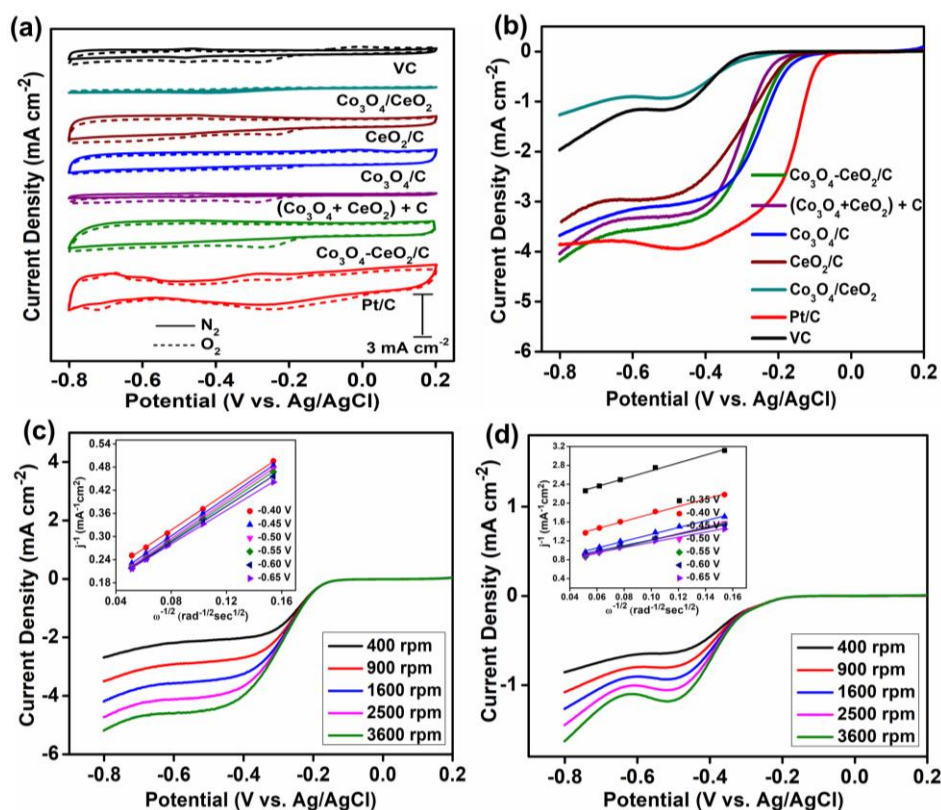 (a)
VC
Co₃O₄/CeO₂
CeO₂/C
Co₃O₄/C
(Co₃O₄+ CeO₂) + C
Co₃O₄-CeO₂/C
Pt/C
N₂
O₂
3 mA cm⁻²
Current Density (mA cm⁻²)
-0.8 -0.6 -0.4 -0.2 0.0 0.2
Potential (V vs. Ag/AgCl)
(b)
0
-1
-2
-3
-4
-5
-6
Current Density (mA cm⁻²)
Co₃O₄-CeO₂/C
(Co₃O₄+CeO₂) + C
Co₃O₄/C
CeO₂/C
Co₃O₄/CeO₂
Pt/C
VC
-0.8 -0.6 -0.4 -0.2 0.0 0.2
Potential (V vs. Ag/AgCl)
(c)
4
2
0
-2
-4
-6
Current Density (mA cm⁻²)
0.54
0.48
0.42
0.36
0.30
0.24
0.18
j⁻¹(mA⁻¹cm²)
-0.40 V
-0.45 V
-0.50 V
-0.55 V
-0.60 V
-0.65 V
0.04 0.08 0.12 0.16
ω⁻¹/² (rad⁻¹/²sec¹/²)
400 rpm
900 rpm
1600 rpm
2500 rpm
3600 rpm
-0.8 -0.6 -0.4 -0.2 0.0 0.2
Potential (V vs. Ag/AgCl)
(d)
1
0
-1
Current Density (mA cm⁻²)
3.2
2.4
1.6
0.8
0.0
j⁻¹(mA⁻¹cm²)
-0.35 V
-0.40 V
-0.45 V
-0.50 V
-0.55 V
-0.60 V
-0.65 V
0.04 0.06 0.08 0.10 0.12 0.14 0.16
ω⁻¹/² (rad⁻¹/²sec¹/²)
400 rpm
900 rpm
1600 rpm
2500 rpm
3600 rpm
-0.8 -0.6 -0.4 -0.2 0.0 0.2
Potential (V vs. Ag/AgCl)